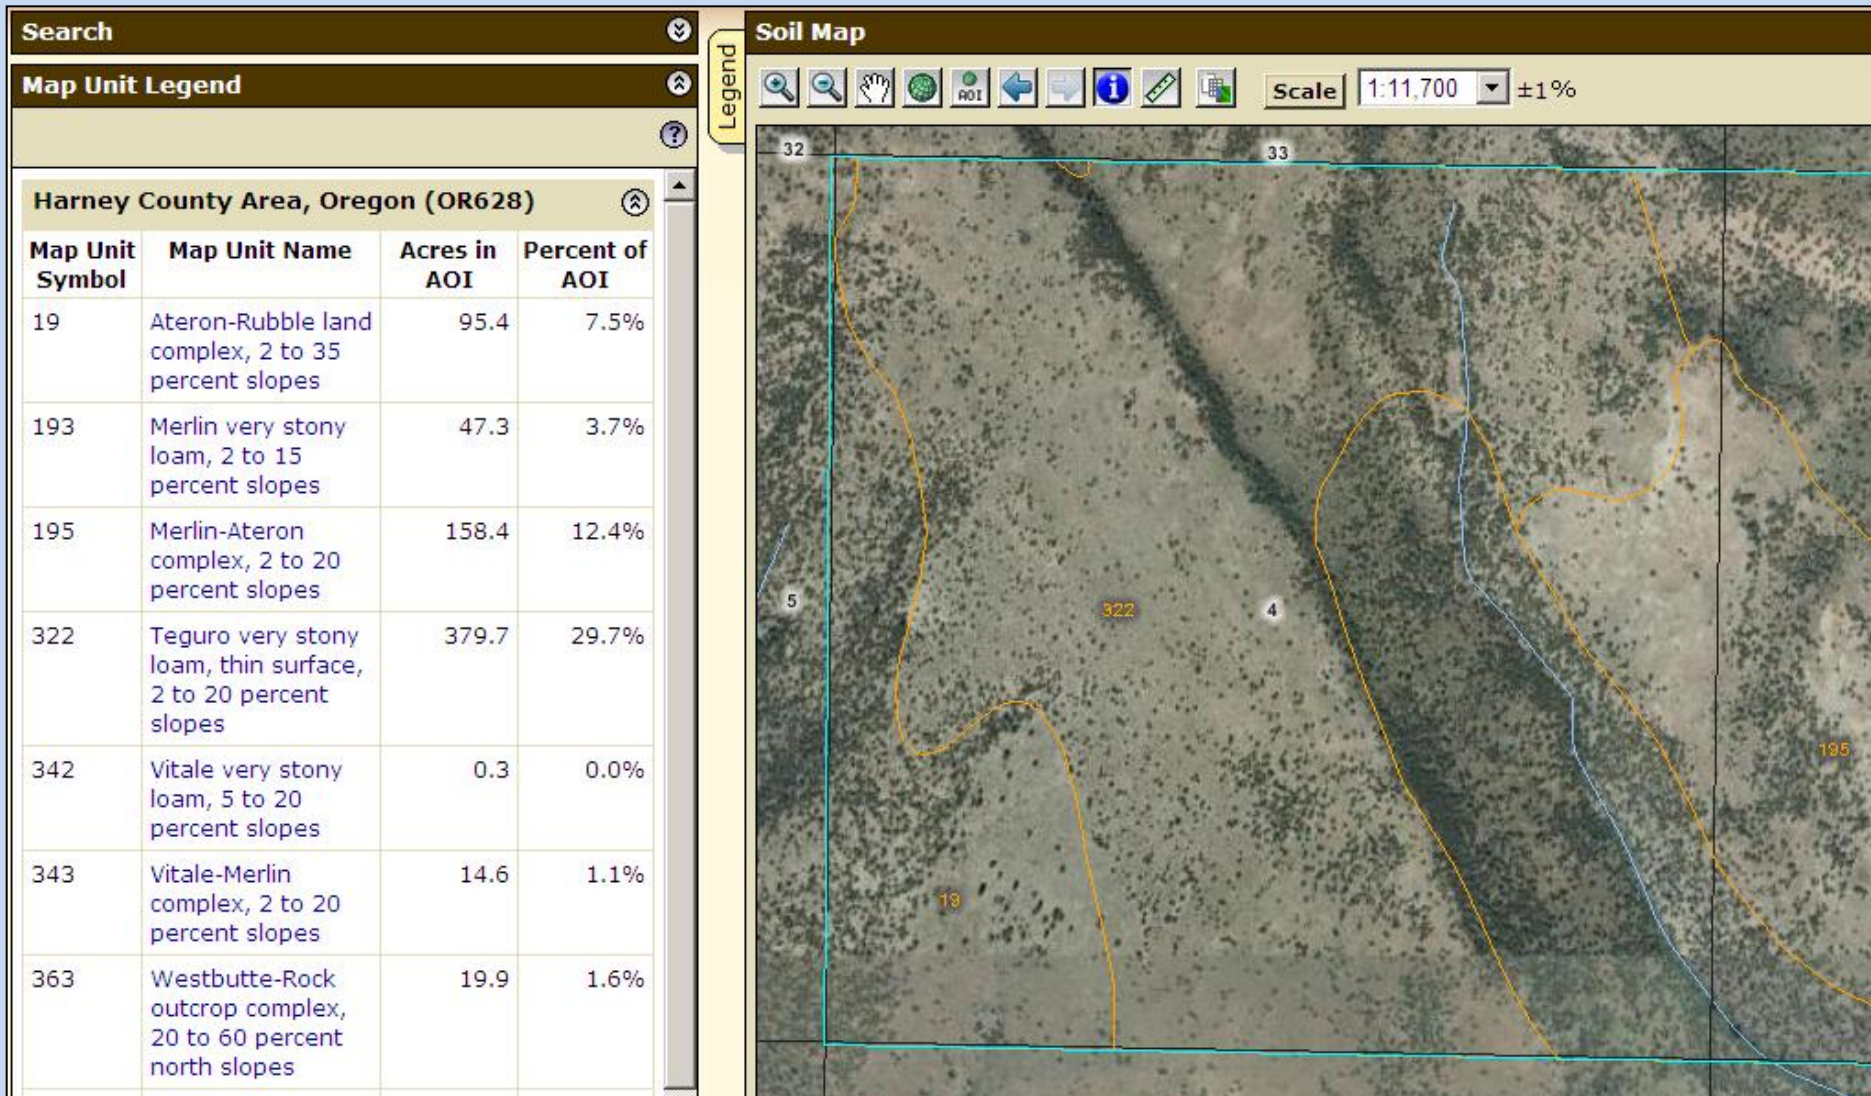 Search
Map Unit Legend
Harney County Area, Oregon (OR628)
Map Unit Symbol Map Unit Name Acres in AOI Percent of AOI
19 Ateron-Rubble land 95.4 7.5%
complex, 2 to 35
percent slopes
193 Merlin very stony 47.3 3.7%
loam, 2 to 15
percent slopes
195 Merlin-Ateron 158.4 12.4%
complex, 2 to 20
percent slopes
322 Teguro very stony 379.7 29.7%
loam, thin surface,
2 to 20 percent
slopes
342 Vitale very stony 0.3 0.0%
loam, 5 to 20
percent slopes
343 Vitale-Merlin 14.6 1.1%
complex, 2 to 20
percent slopes
363 Westbutte-Rock 19.9 1.6%
outcrop complex,
20 to 60 percent
north slopes
Legend
Soil Map
AOI
Scale 1:11,700 ±1%
32
33
5
322
4
195
19